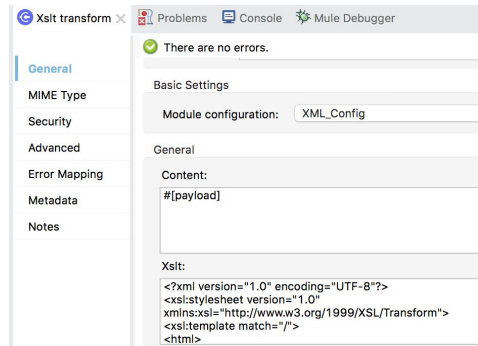 Xslt transform
Problems
Console
Mule Debugger
There are no errors.
General
MIME Type
Security
Advanced
Error Mapping
Metadata
Notes
Basic Settings
Module configuration: XML_Config
General
Content:
#[payload]
Xslt:
<?xml version="1.0" encoding="UTF-8"?>
<xsl:stylesheet version="1.0"
xmlns:xsl="http://www.w3.org/1999/XSL/Transform">
<xsl:template match="/">
<html>